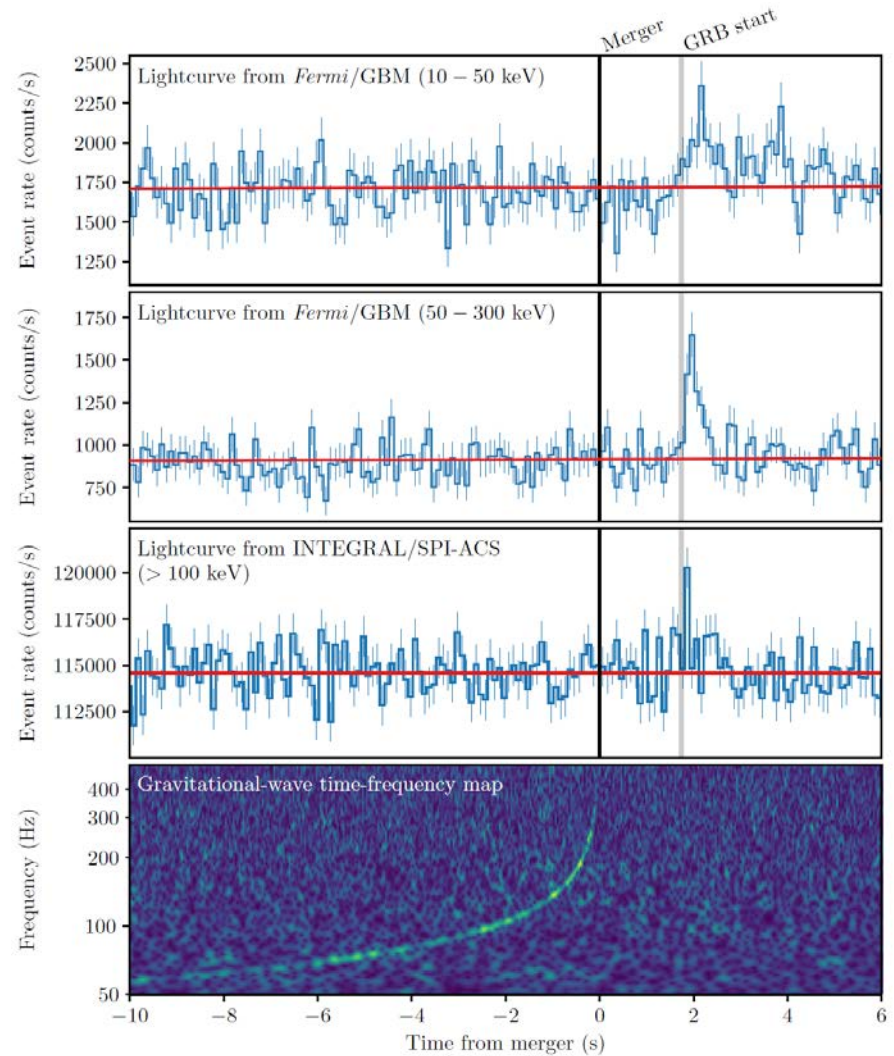 Merger
GRB start
Lightcurve from Fermi/GBM (10 − 50 keV)
Event rate (counts/s)
2500
2250
2000
1750
1500
1250
Lightcurve from Fermi/GBM (50 − 300 keV)
Event rate (counts/s)
1750
1500
1250
1000
750
Lightcurve from INTEGRAL/SPI-ACS
(> 100 keV)
Event rate (counts/s)
120000
117500
115000
112500
Gravitational-wave time-frequency map
Frequency (Hz)
400
300
200
100
50
−10 −8 −6 −4 −2 0 2 4 6
Time from merger (s)